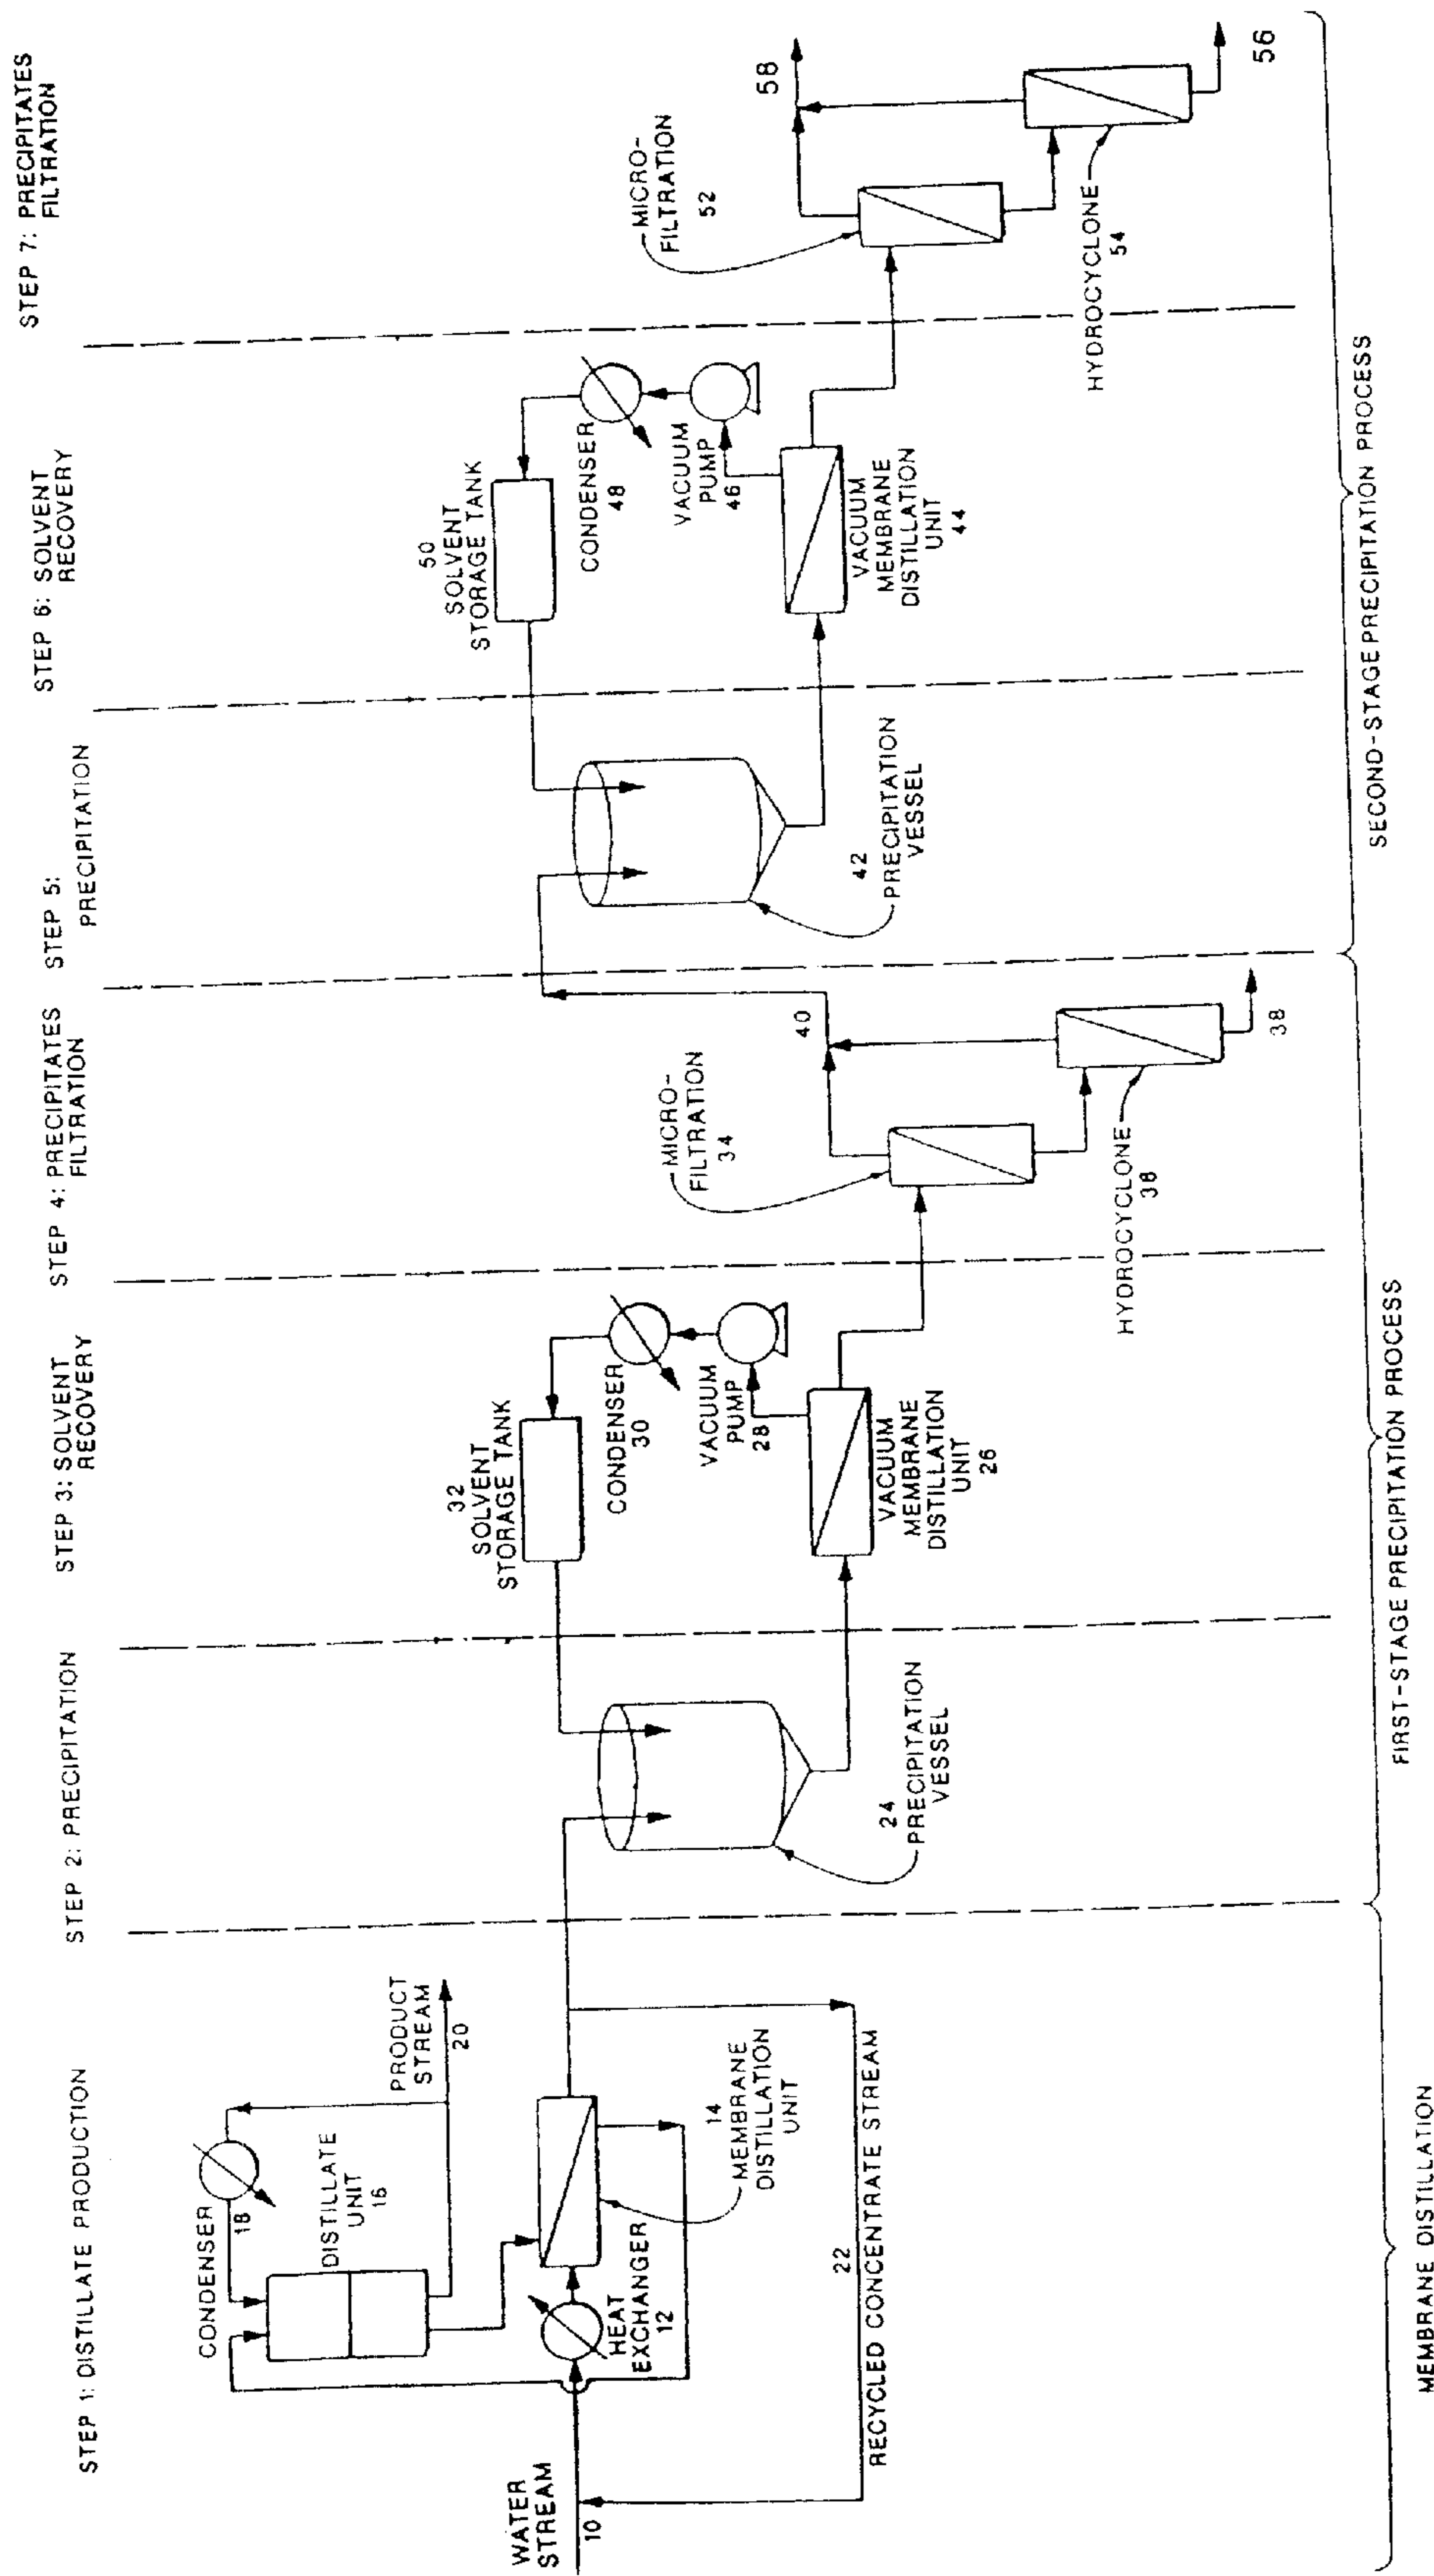 STEP 1: DISTILLATE PRODUCTION
STEP 2: PRECIPITATION
STEP 3: SOLVENT
RECOVERY
STEP 4: PRECIPITATES
FILTRATION
STEP 5:
PRECIPITATION
STEP 6: SOLVENT
RECOVERY
STEP 7: PRECIPITATES
FILTRATION
WATER
STREAM
10
CONDENSER
18
DISTILLATE
UNIT
16
PRODUCT
STREAM
20
HEAT
EXCHANGER
12
14
MEMBRANE
DISTILLATION
UNIT
22
RECYCLED CONCENTRATE STREAM
24
PRECIPITATION
VESSEL
32
SOLVENT
STORAGE TANK
CONDENSER
30
VACUUM
PUMP
28
VACUUM
MEMBRANE
DISTILLATION
UNIT
26
MICRO-
FILTRATION
34
40
HYDROCYCLONE
38
38
42
PRECIPITATION
VESSEL
50
SOLVENT
STORAGE TANK
CONDENSER
48
VACUUM
PUMP
46
VACUUM
MEMBRANE
DISTILLATION
UNIT
44
MICRO-
FILTRATION
52
58
HYDROCYCLONE
54
56
MEMBRANE DISTILLATION
FIRST-STAGE PRECIPITATION PROCESS
SECOND-STAGE PRECIPITATION PROCESS